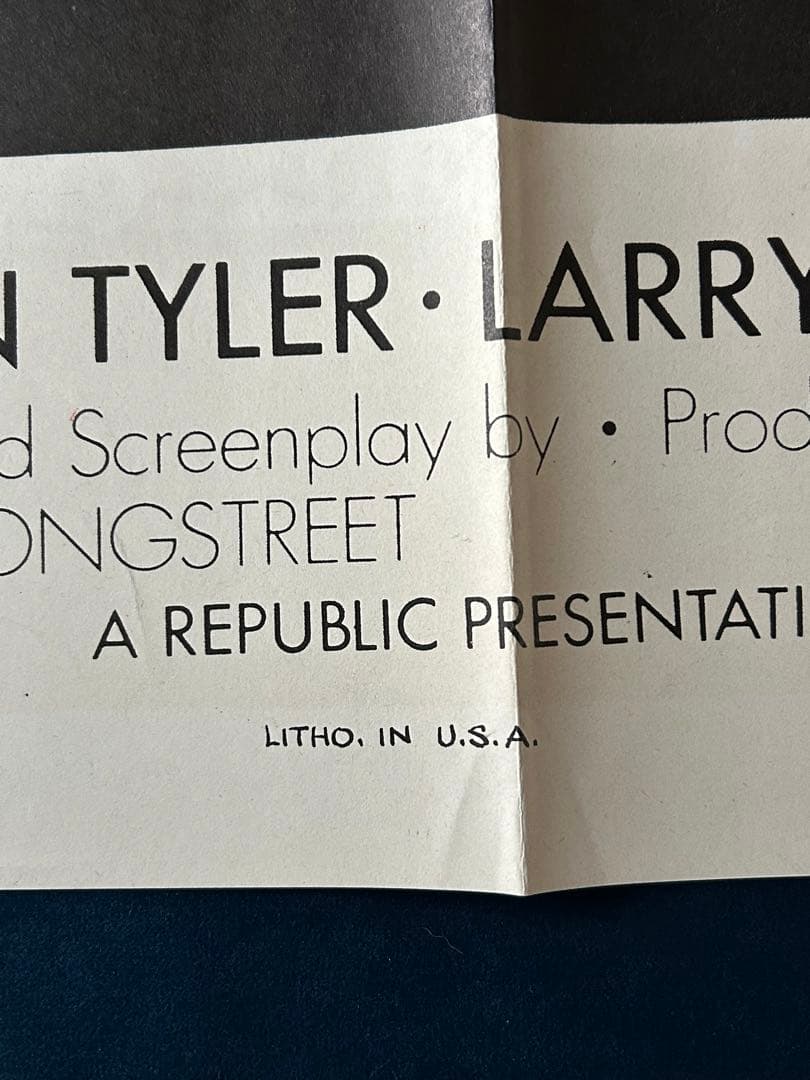 N TYLER • LARRY
d Screenplay by • Prod
ONGSTREET
A REPUBLIC PRESENTATI
LITHO. IN U.S.A.